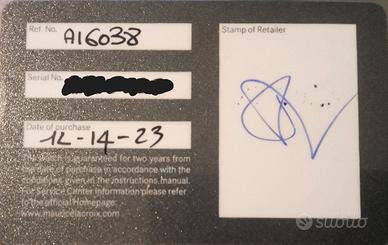 Ref. No.
A16038
Stamp of Retailer
Serial No.
Date of purchase
12-14-23
The Watch is guaranteed for two years from
the date of purchase in accordance with the
conditions given in the instructions manual.
For Service Center Information please refer
to the official Homepage:
www.mauricelacroix.com
subito